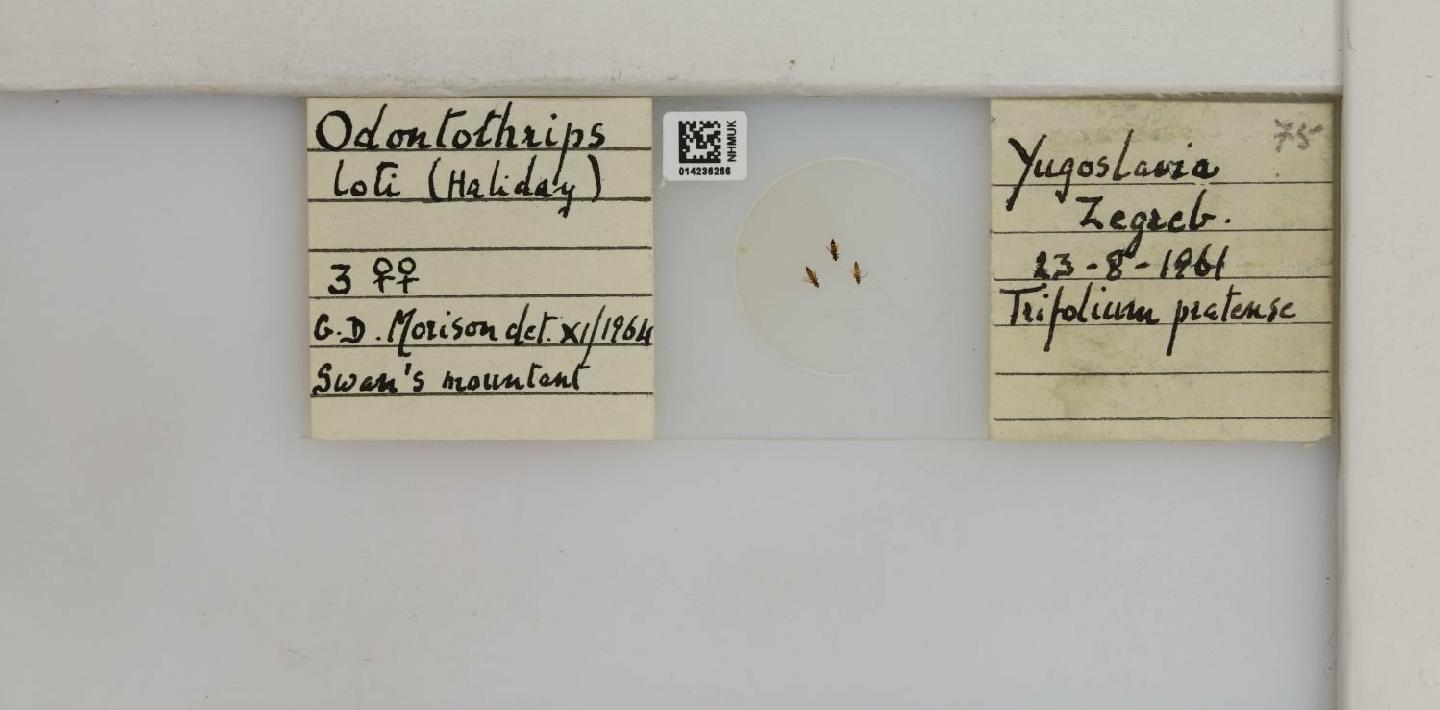 Odontothrips
loti (Haliday)
3 ♀♀
G.D. Morison det. XI/1964
Swan's mountant
NHMUK
014236256
75
Yugoslavia
Zegreb.
23-8-1961
Trifolium pratense